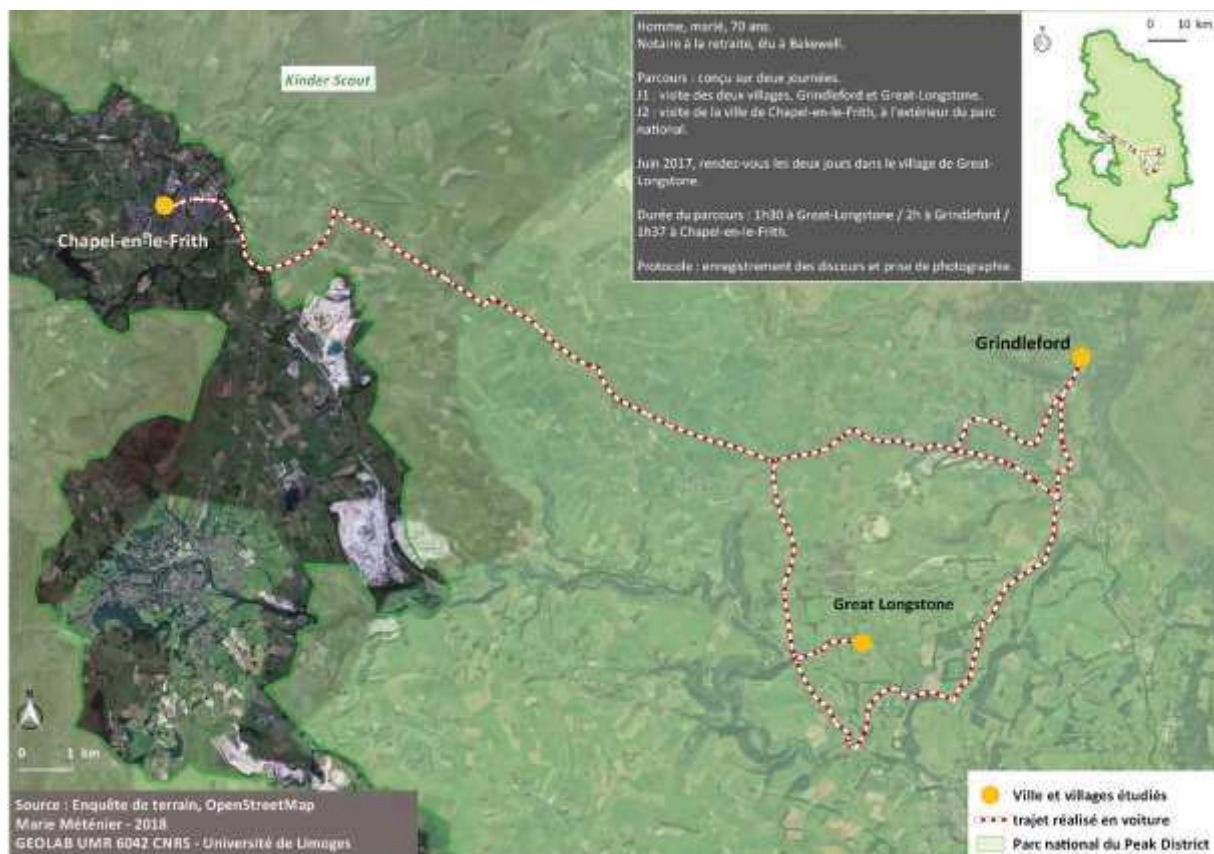 Homme, marié, 70 ans.
Notaire à la retraite, élu à Bakewell.
Parcours : conçu sur deux journées.
J1 : visite des deux villages, Grindleford et Great-Longstone.
J2 : visite de la ville de Chapel-en-le-Frith, à l'extérieur du parc
national.
Juin 2017, rendez-vous les deux jours dans le village de Great-
Longstone.
Durée du parcours : 1h30 à Great-Longstone / 2h à Grindleford /
1h37 à Chapel-en-le-Frith.
Protocole : enregistrement des discours et prise de photographie.
N
0 10 km
Kinder Scout
Chapel-en-le-Frith
Grindleford
Great Longstone
N
0 1 km
Source : Enquête de terrain, OpenStreetMap
Marie Méténier - 2018
GEOLAB UMR 6042 CNRS - Université de Limoges
Ville et villages étudiés
trajet réalisé en voiture
Parc national du Peak District